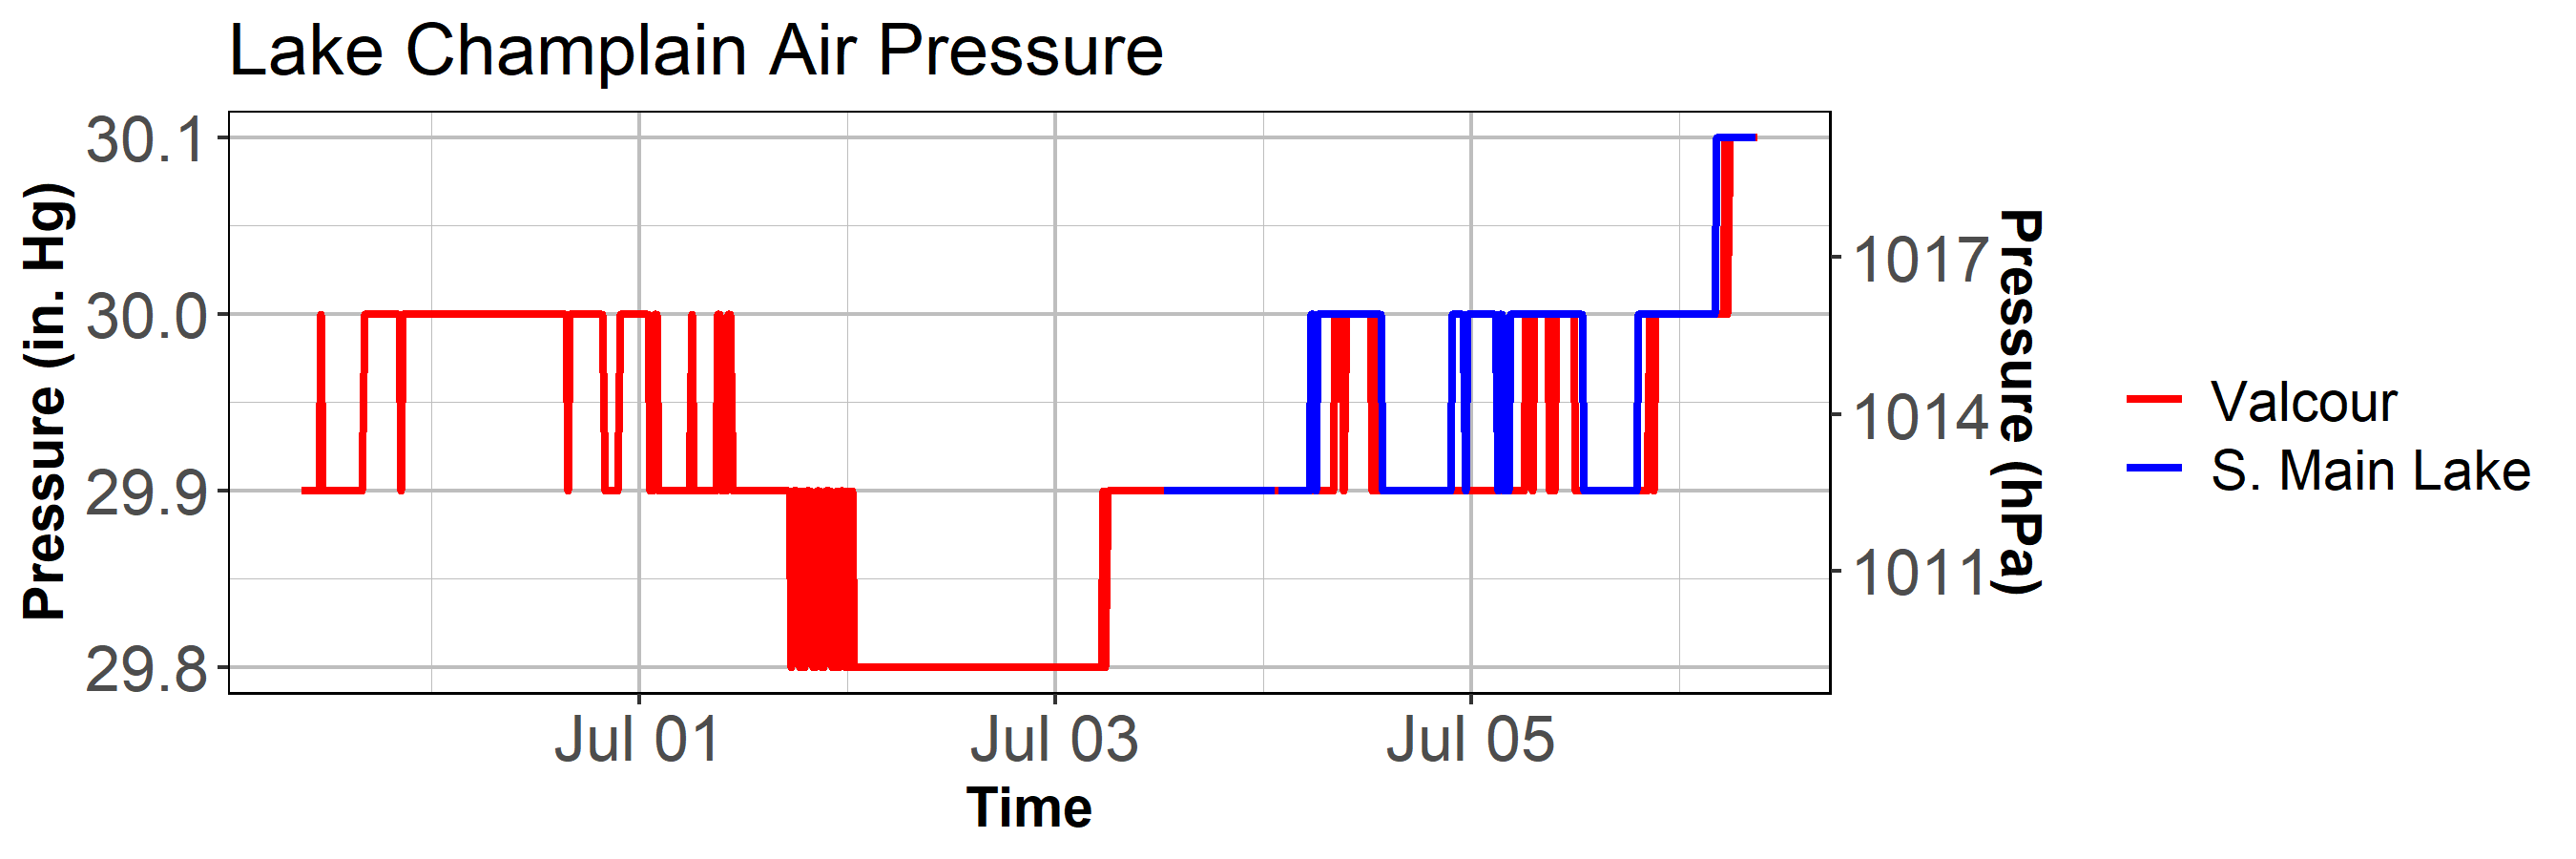 Lake Champlain Air Pressure
Pressure (in. Hg)
30.1
30.0
29.9
29.8
Jul 01 Jul 03 Jul 05
Time
1017
1014
1011
Pressure (hPa)
Valcour
S. Main Lake